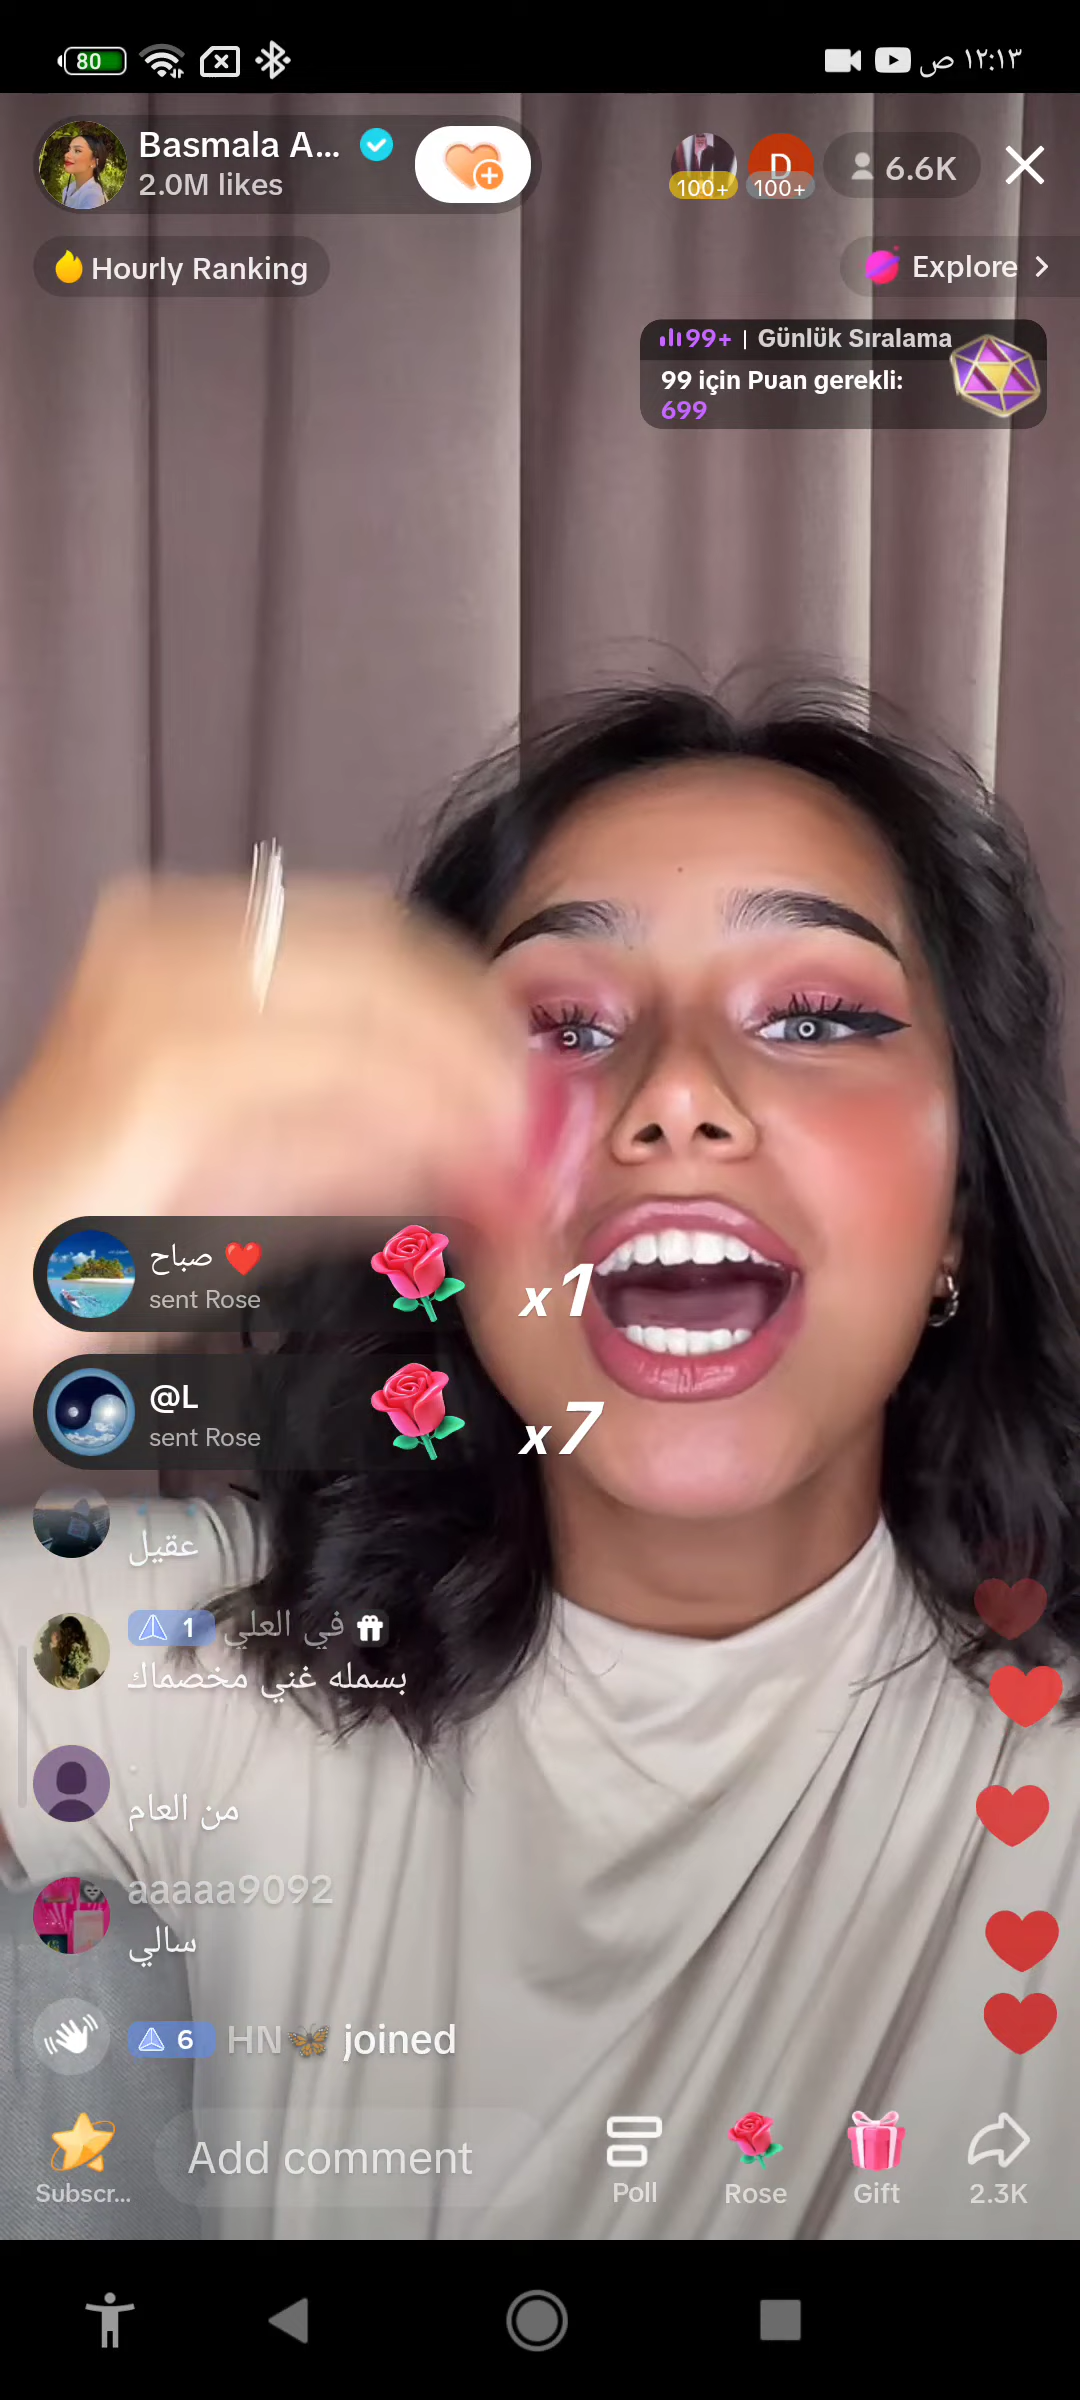 80
١٢:١٣ ص
Basmala A...
2.0M likes
100+
D
100+
6.6K
Hourly Ranking
Explore
99+ | Günlük Sıralama
99 için Puan gerekli:
699
صباح ❤️
sent Rose
x1
@L
sent Rose
x7
عقيل
1 في العلي
بسمله غني مخصماك
.
من العام
aaaaa9092
سالي
6 HN🦋 joined
Subscr...
Add comment
Poll
Rose
Gift
2.3K